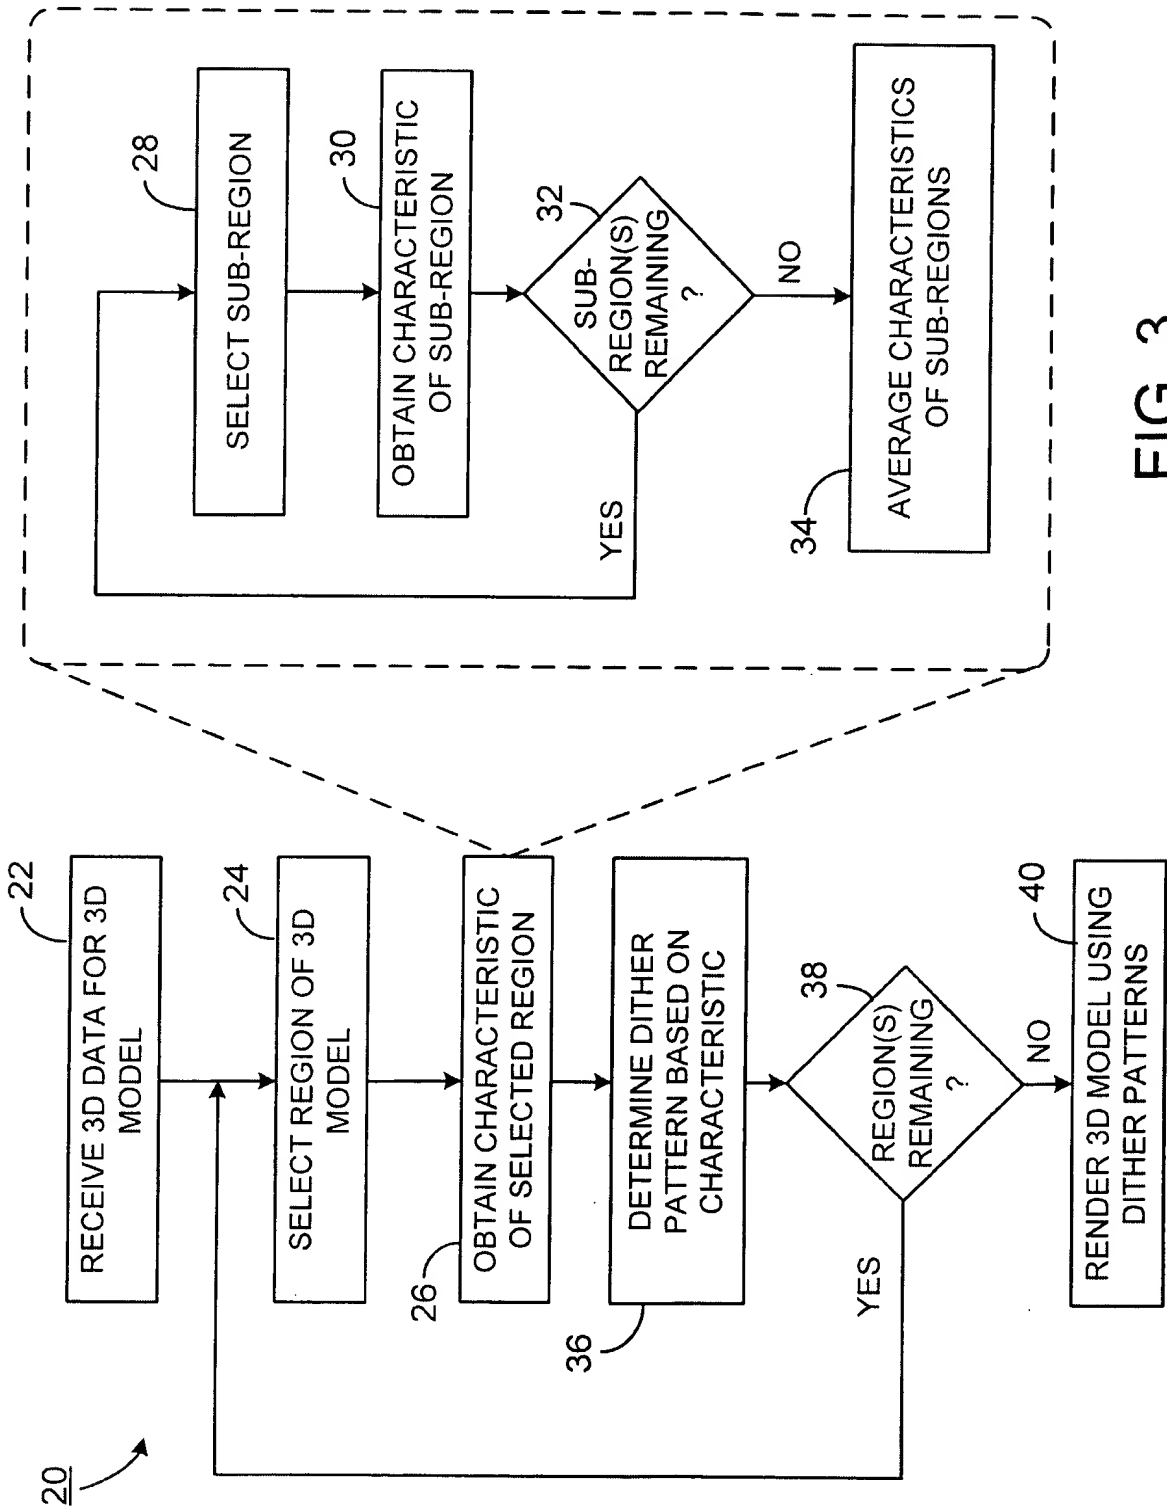 20
22
RECEIVE 3D DATA FOR 3D
MODEL
24
SELECT REGION OF 3D
MODEL
26
OBTAIN CHARACTERISTIC
OF SELECTED REGION
36
DETERMINE DITHER
PATTERN BASED ON
CHARACTERISTIC
38
REGION(S)
REMAINING
?
YES
NO
40
RENDER 3D MODEL USING
DITHER PATTERNS
28
SELECT SUB-REGION
30
OBTAIN CHARACTERISTIC
OF SUB-REGION
32
SUB-
REGION(S)
REMAINING
?
YES
NO
34
AVERAGE CHARACTERISTICS
OF SUB-REGIONS
FIG. 3